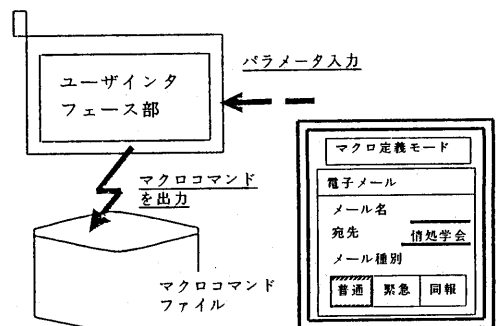 ユーザインタ
フェース部
パラメータ入力
マクロコマンド
を出力
マクロコマンド
ファイル
マクロ定義モード
電子メール
メール名
宛先 情処学会
メール種別
普通 緊急 同報